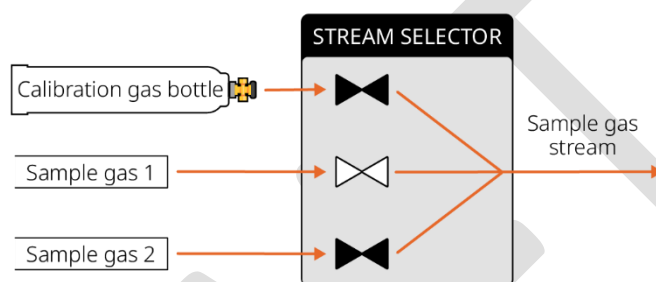 STREAM SELECTOR
Calibration gas bottle
Sample gas 1
Sample gas 2
Sample gas
stream